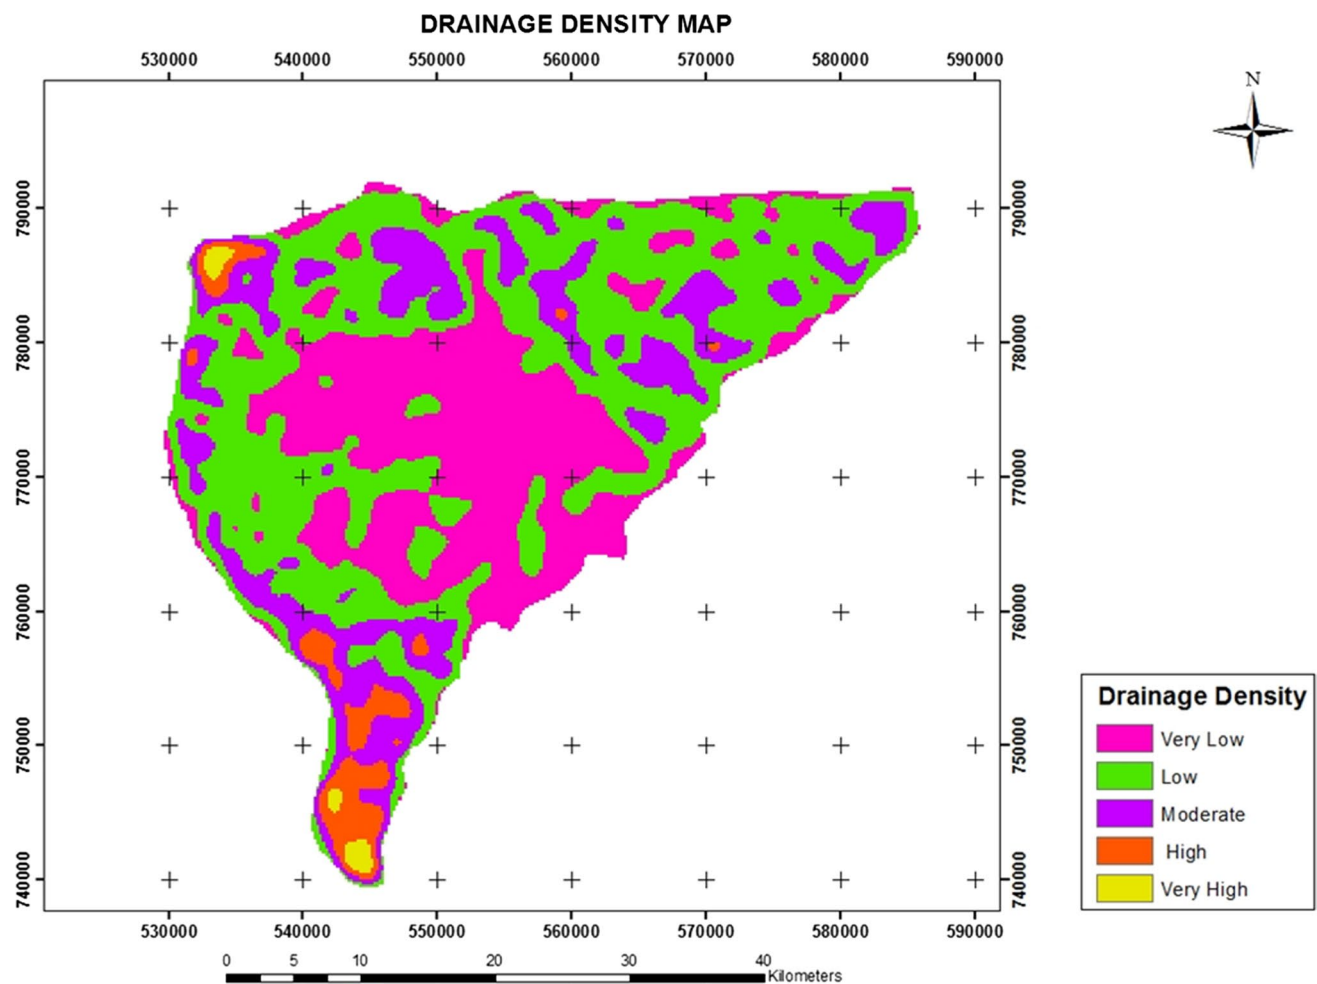 DRAINAGE DENSITY MAP
530000 540000 550000 560000 570000 580000 590000
N
790000 790000
780000 780000
770000 770000
760000 760000
750000 750000
740000 740000
Drainage Density
Very Low
Low
Moderate
High
Very High
530000 540000 550000 560000 570000 580000 590000
0 5 10 20 30 40
Kilometers